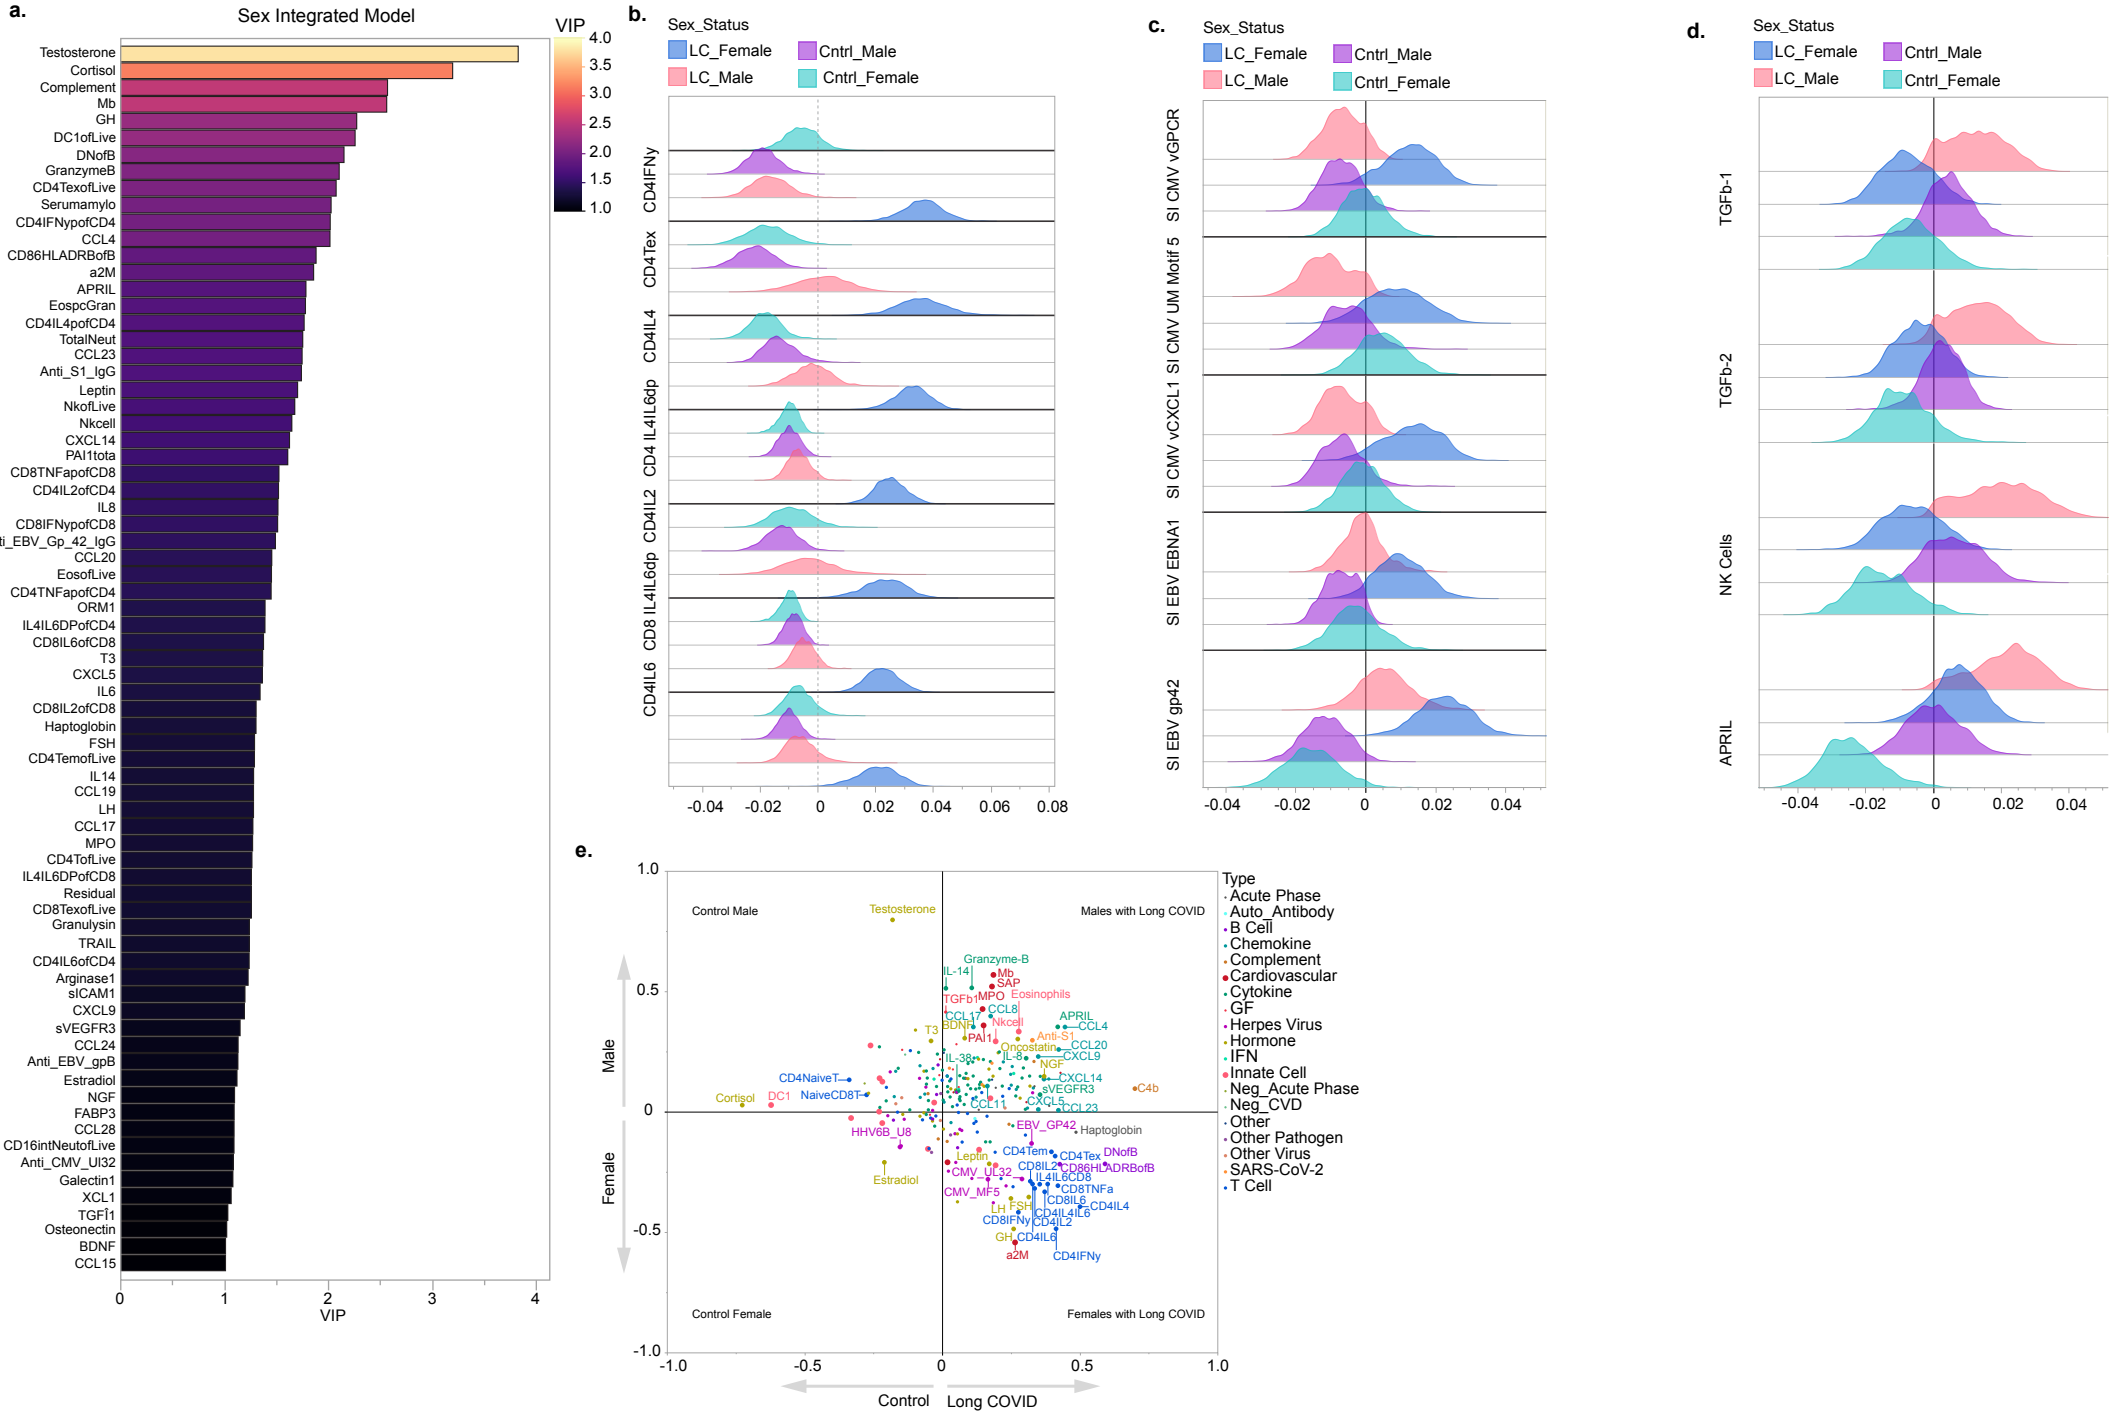 a.
Sex Integrated Model
Testosterone
Cortisol
Complement
Mb
GH
DC1ofLive
DNofB
GranzymeB
CD4TexofLive
Serumamylo
CD4IFNypofCD4
CCL4
CD86HLADRBofB
a2M
APRIL
EospcGran
CD4IL4pofCD4
TotalNeut
CCL23
Anti_S1_IgG
Leptin
NkofLive
Nkcell
CXCL14
PAI1tota
CD8TNFapofCD8
CD4IL2ofCD4
IL8
CD8IFNypofCD8
ti_EBV_Gp_42_IgG
CCL20
EosofLive
CD4TNFapofCD4
ORM1
IL4IL6DPofCD4
CD8IL6ofCD8
T3
CXCL5
IL6
CD8IL2ofCD8
Haptoglobin
FSH
CD4TemofLive
IL14
CCL19
LH
CCL17
MPO
CD4TofLive
IL4IL6DPofCD8
Residual
CD8TexofLive
Granulysin
TRAIL
CD4IL6ofCD4
Arginase1
sICAM1
CXCL9
sVEGFR3
CCL24
Anti_EBV_gpB
Estradiol
NGF
FABP3
CCL28
CD16intNeutofLive
Anti_CMV_UI32
Galectin1
XCL1
TGFÎ1
Osteonectin
BDNF
CCL15
0 1 2 3 4
VIP
VIP
4.0
3.5
3.0
2.5
2.0
1.5
1.0
b.
Sex_Status
LC_Female Cntrl_Male
LC_Male Cntrl_Female
CD4IFNy
CD4Tex
CD4IL4
CD4 IL4IL6dp
CD4IL2
CD8 IL4IL6dp
CD4IL6
-0.04 -0.02 0 0.02 0.04 0.06 0.08
c.
Sex_Status
LC_Female Cntrl_Male
LC_Male Cntrl_Female
SI CMV vGPCR
SI CMV UM Motif 5
SI CMV vCXCL1
SI EBV EBNA1
SI EBV gp42
-0.04 -0.02 0 0.02 0.04
d.
Sex_Status
LC_Female Cntrl_Male
LC_Male Cntrl_Female
TGFb-1
TGFb-2
NK Cells
APRIL
-0.04 -0.02 0 0.02 0.04
e.
1.0
0.5
0
-0.5
-1.0
Male
Female
Control Male
Males with Long COVID
Control Female
Females with Long COVID
Testosterone
Granzyme-B
IL-14
Mb
SAP
TGFb1
MPO
Eosinophils
CCL17
CCL8
APRIL
T3
BDNF
Nkcell
CCL4
PAI1
Anti-S1
Oncostatin
CCL20
IL-38
IL-8
CXCL9
NGF
CD4NaiveT
CXCL14
NaiveCD8T
sVEGFR3
C4b
Cortisol
DC1
CCL11
CXCL5
CCL23
HHV6B_U8
EBV_GP42
Haptoglobin
CD4Tem
CD4Tex
DNofB
Leptin
CD8IL2
CD86HLADRBofB
Estradiol
CMV_UL32
IL4IL6CD8
CMV_MF5
CD8TNFa
CD8IL6
LH
FSH
CD4IL4
CD4IL4IL6
CD8IFNy
CD4IL2
GH
CD4IL6
a2M
CD4IFNy
-1.0 -0.5 0 0.5 1.0
Control Long COVID
Type
Acute Phase
Auto_Antibody
B Cell
Chemokine
Complement
Cardiovascular
Cytokine
GF
Herpes Virus
Hormone
IFN
Innate Cell
Neg_Acute Phase
Neg_CVD
Other
Other Pathogen
Other Virus
SARS-CoV-2
T Cell